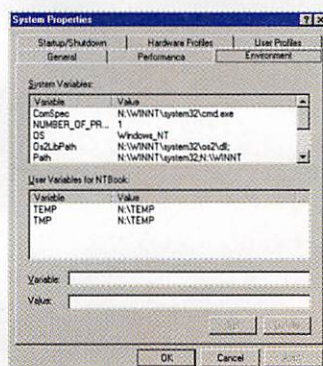 System Properties
Startup/Shutdown Hardware Profiles User Profiles
General Performance Environment
System Variables:
Variable Value
ComSpec N:\WINNT\system32\cmd.exe
NUMBER_OF_PR... 1
OS Windows_NT
Os2LibPath N:\WINNT\system32\os2\dll;
Path N:\WINNT\system32;N:\WINNT
User Variables for NTBook:
Variable Value
TEMP N:\TEMP
TMP N:\TEMP
Variable:
Value:
OK Cancel